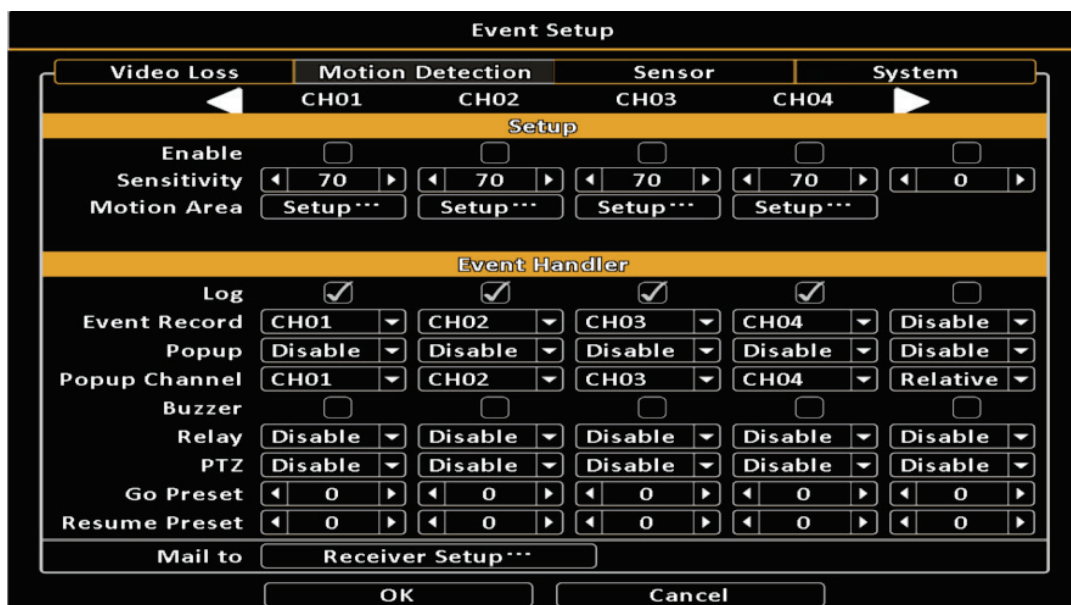 Event Setup
Video Loss Motion Detection Sensor System
CH01 CH02 CH03 CH04
Setup
Enable
Sensitivity 70 70 70 70 0
Motion Area Setup··· Setup··· Setup··· Setup···
Event Handler
Log
Event Record CH01 CH02 CH03 CH04 Disable
Popup Disable Disable Disable Disable Disable
Popup Channel CH01 CH02 CH03 CH04 Relative
Buzzer
Relay Disable Disable Disable Disable Disable
PTZ Disable Disable Disable Disable Disable
Go Preset 0 0 0 0 0
Resume Preset 0 0 0 0 0
Mail to Receiver Setup···
OK Cancel